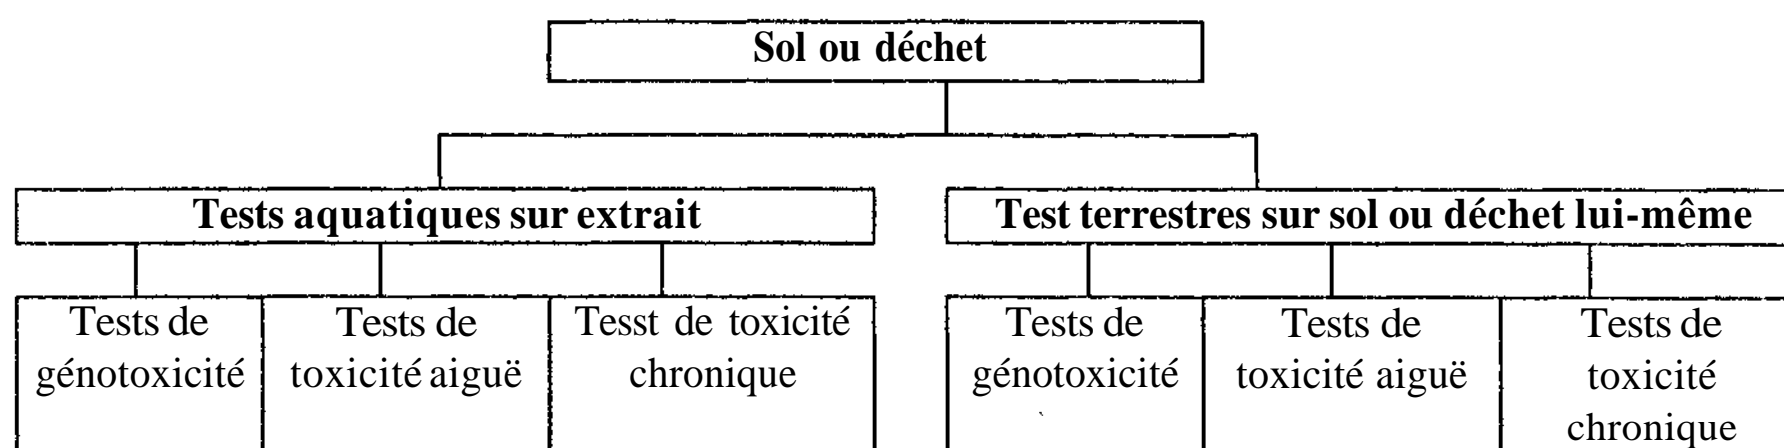 Sol ou déchet
Tests aquatiques sur extrait
Test terrestres sur sol ou déchet lui-même
Tests de
génotoxicité
Tests de
toxicité aiguë
Tesst de toxicité
chronique
Tests de
génotoxicité
Tests de
toxicité aiguë
Tests de
toxicité
chronique